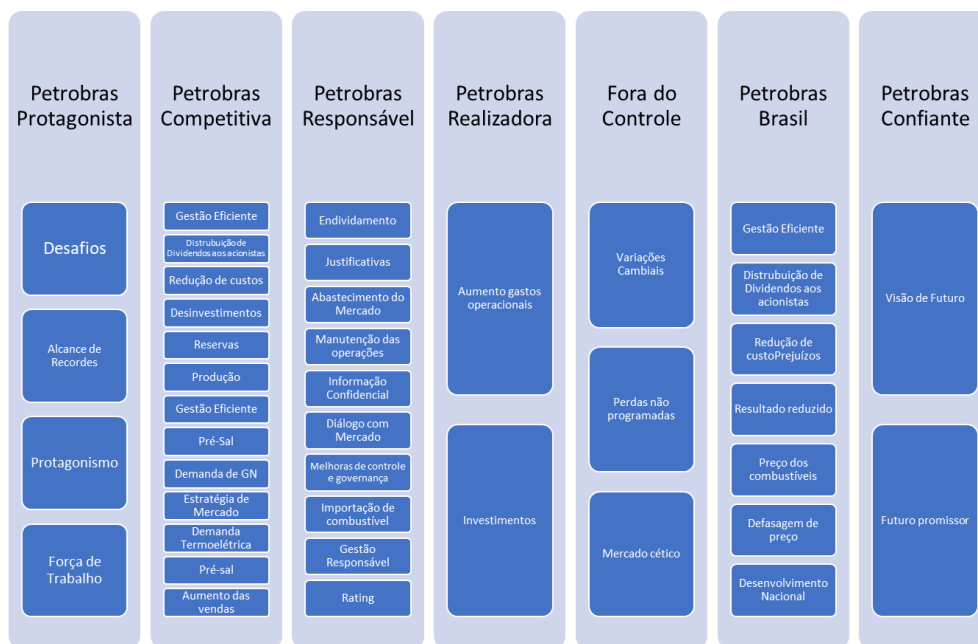 Petrobras
Protagonista
Desafios
Alcance de
Recordes
Protagonismo
Força de
Trabalho
Petrobras
Competitiva
Gestão Eficiente
Distrubuição de
Dividendos aos acionistas
Redução de custos
Desinvestimentos
Reservas
Produção
Gestão Eficiente
Pré-Sal
Demanda de GN
Estratégia de
Mercado
Demanda
Termoelétrica
Pré-sal
Aumento das
vendas
Petrobras
Responsável
Endividamento
Justificativas
Abastecimento do
Mercado
Manutenção das
operações
Informação
Confidencial
Diálogo com
Mercado
Melhoras de controle
e governança
Importação de
combustível
Gestão
Responsável
Rating
Petrobras
Realizadora
Aumento gastos
operacionais
Investimentos
Fora do
Controle
Variações
Cambiais
Perdas não
programadas
Mercado cético
Petrobras
Brasil
Gestão Eficiente
Distrubuição de
Dividendos aos
acionistas
Redução de
custoPrejuízos
Resultado reduzido
Preço dos
combustíveis
Defasagem de
preço
Desenvolvimento
Nacional
Petrobras
Confiante
Visão de Futuro
Futuro promissor